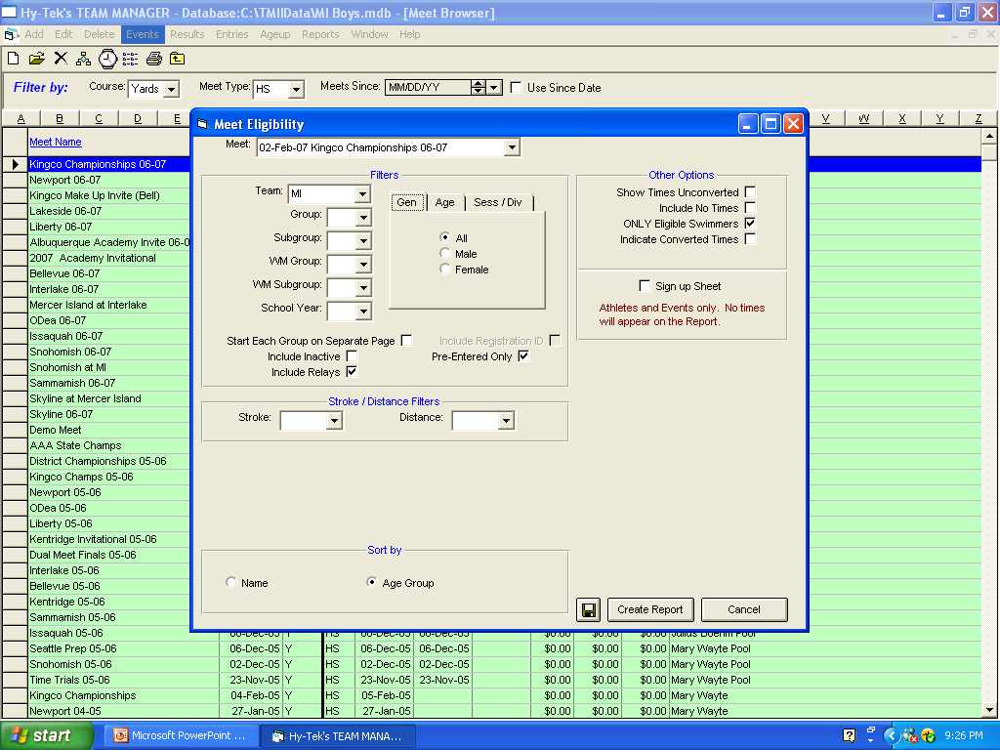 Hy-Tek's TEAM MANAGER - Database:C:\TMIIData\MI Boys.mdb - [Meet Browser]
Add Edit Delete Events Results Entries Ageup Reports Window Help
Filter by: Course: Yards Meet Type: HS Meets Since: MM/DD/YY Use Since Date
A B C D E V W X Y Z
Meet Name
Kingco Championships 06-07
Newport 06-07
Kingco Make Up Invite (Bell)
Lakeside 06-07
Liberty 06-07
Albuquerque Academy Invite 06-0
2007 Academy Invitational
Bellevue 06-07
Interlake 06-07
Mercer Island at Interlake
ODea 06-07
Issaquah 06-07
Snohomish 06-07
Snohomish at MI
Sammamish 06-07
Skyline at Mercer Island
Skyline 06-07
Demo Meet
AAA State Champs
District Championships 05-06
Kingco Champs 05-06
Newport 05-06
ODea 05-06
Liberty 05-06
Kentridge Invitational 05-06
Dual Meet Finals 05-06
Interlake 05-06
Bellevue 05-06
Kentridge 05-06
Sammamish 05-06
Issaquah 05-06 06-Dec-05 Y HS 06-Dec-05 06-Dec-05 $0.00 $0.00 $0.00 Julius Boehm Pool
Seattle Prep 05-06 06-Dec-05 Y HS 06-Dec-05 06-Dec-05 $0.00 $0.00 $0.00 Mary Wayte Pool
Snohomish 05-06 02-Dec-05 Y HS 02-Dec-05 02-Dec-05 $0.00 $0.00 $0.00 Mary Wayte Pool
Time Trials 05-06 23-Nov-05 Y HS 23-Nov-05 23-Nov-05 $0.00 $0.00 $0.00 Mary Wayte Pool
Kingco Championships 04-Feb-05 Y HS 05-Feb-05 $0.00 $0.00 $0.00 Mary Wayte
Newport 04-05 27-Jan-05 Y HS 27-Jan-05 $0.00 $0.00 $0.00 Mary Wayte
Meet Eligibility
Meet: 02-Feb-07 Kingco Championships 06-07
Filters
Team: MI
Group:
Subgroup:
WM Group:
WM Subgroup:
School Year:
Gen Age Sess / Div
All
Male
Female
Start Each Group on Separate Page Include Registration ID
Include Inactive Pre-Entered Only
Include Relays
Other Options
Show Times Unconverted
Include No Times
ONLY Eligible Swimmers
Indicate Converted Times
Sign up Sheet
Athletes and Events only. No times
will appear on the Report.
Stroke / Distance Filters
Stroke: Distance:
Sort by
Name Age Group
Create Report Cancel
start Microsoft PowerPoint ... Hy-Tek's TEAM MANA... 9:26 PM